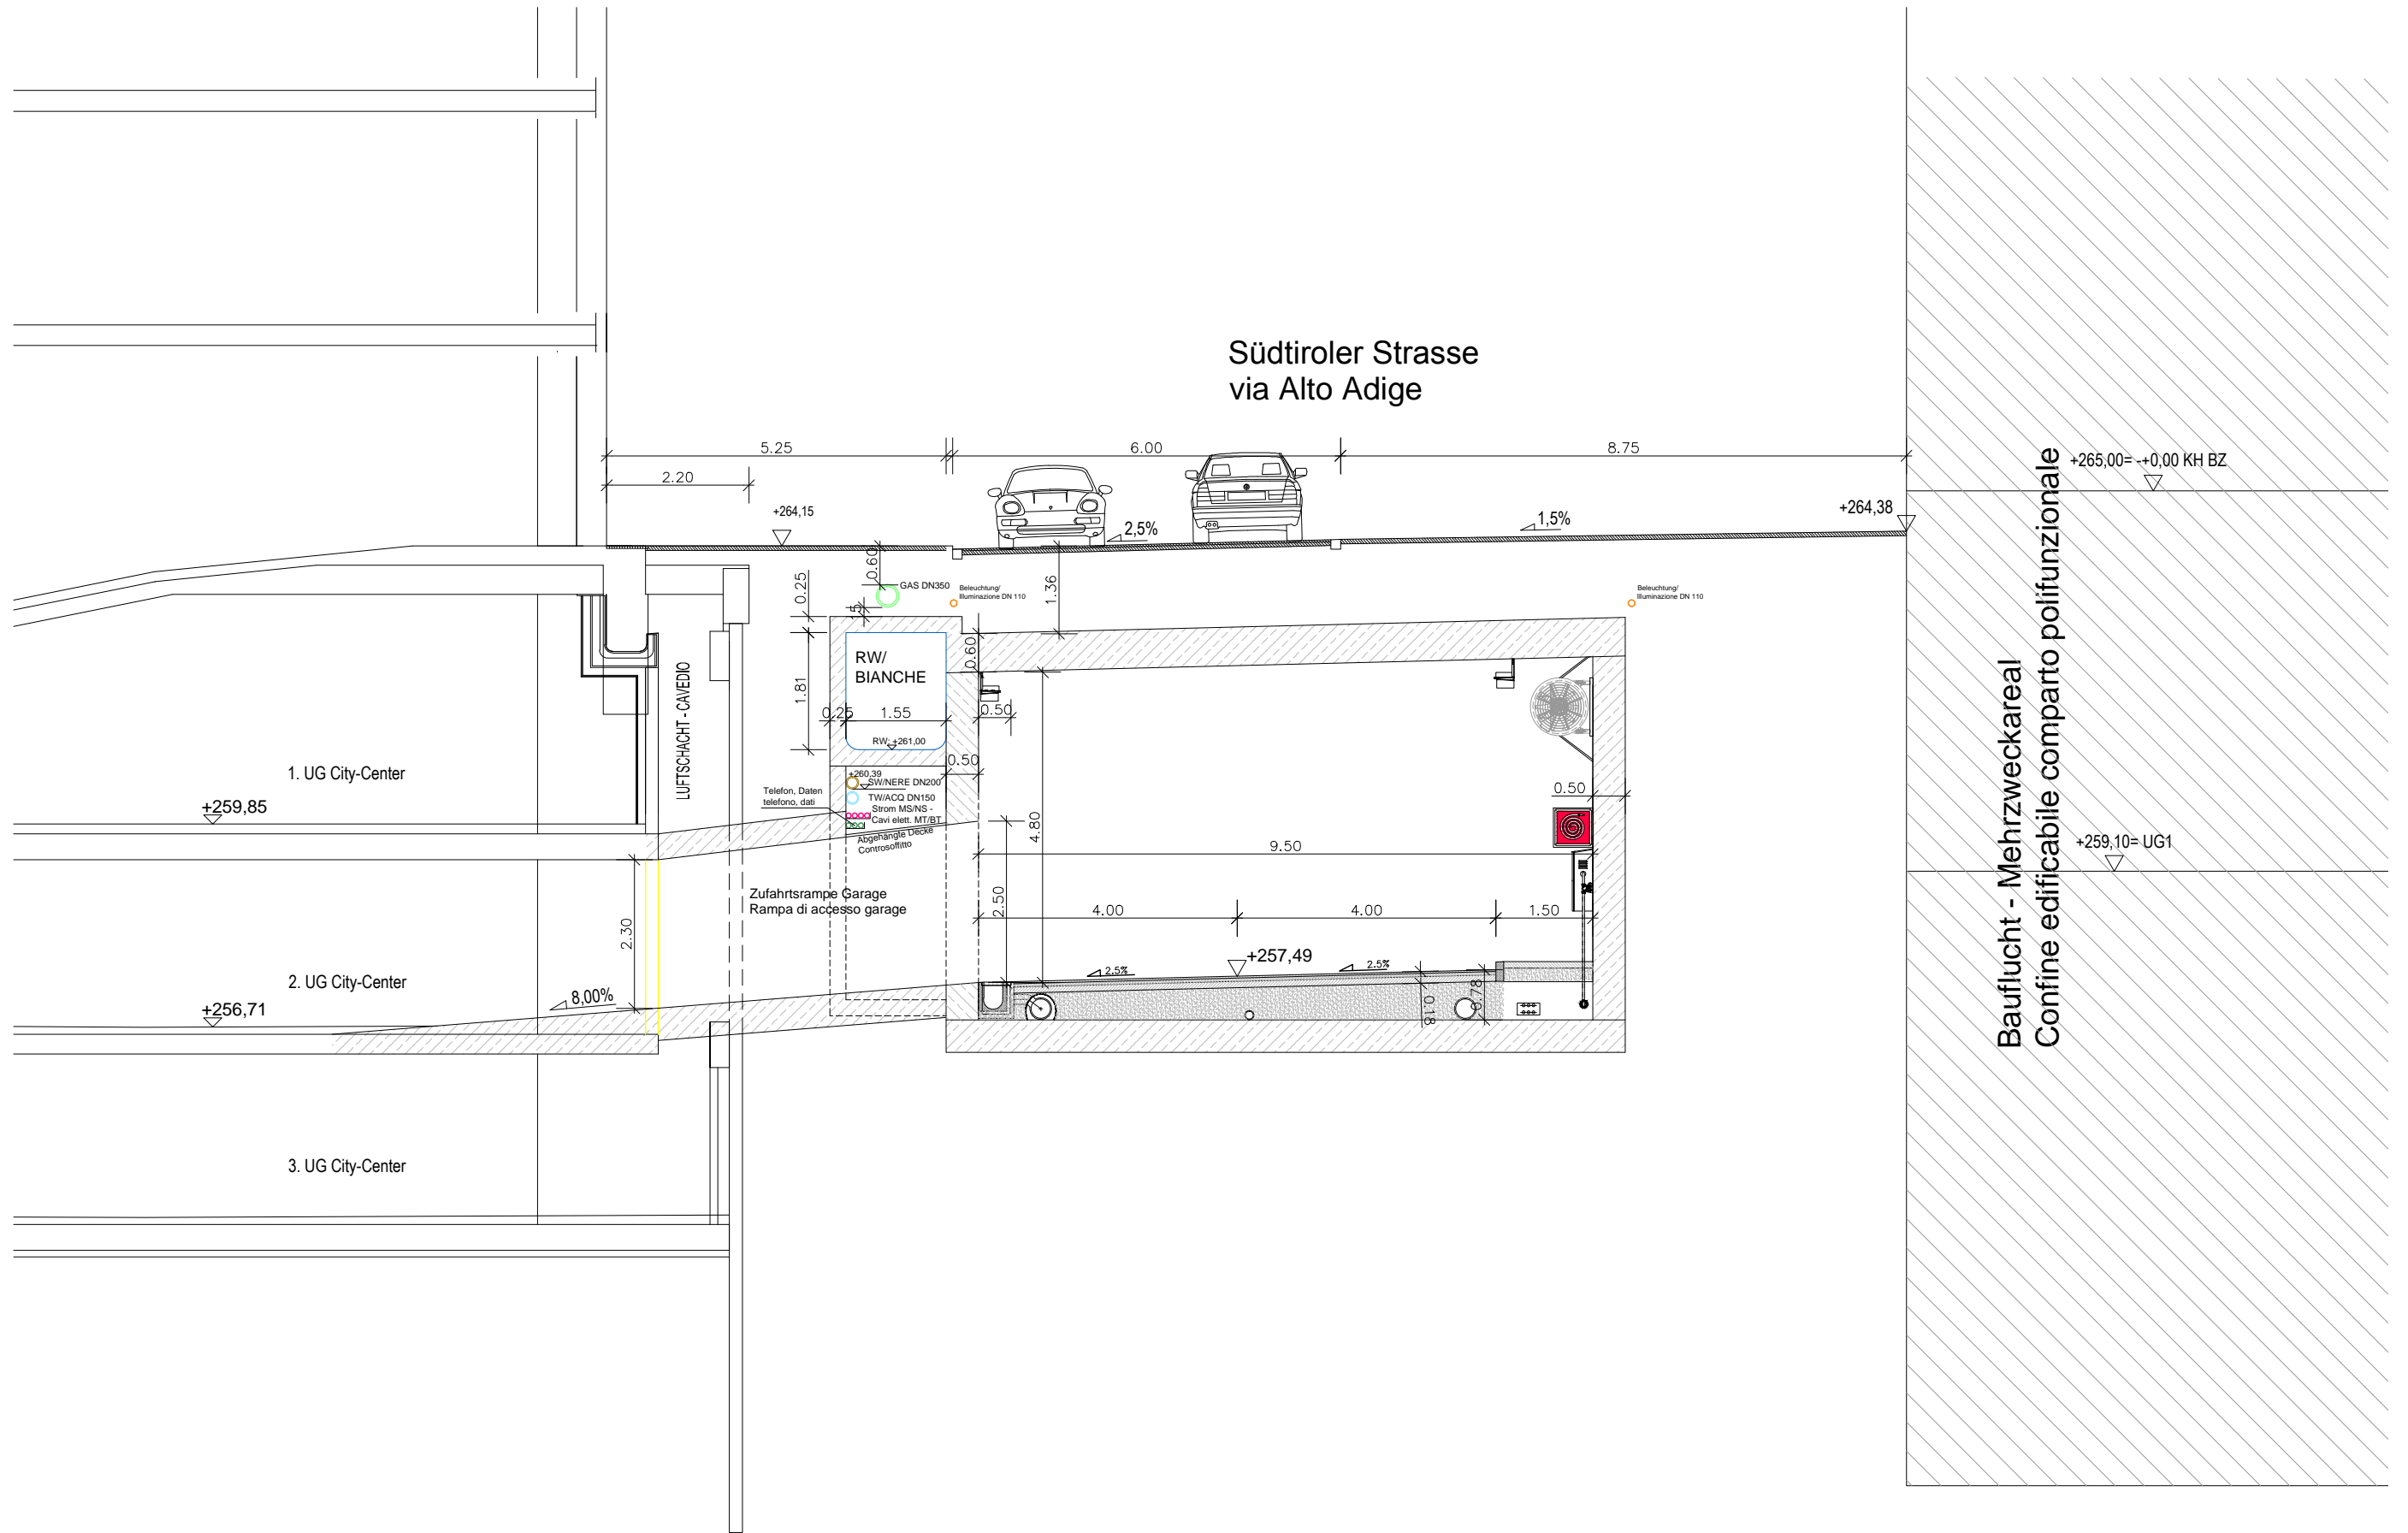 Südtiroler Strasse
via Alto Adige
5.25
6.00
8.75
2.20
+265,00= -+0,00 KH BZ
+264,15
+264,38
2,5%
1,5%
0.60
GAS DN350
Beleuchtung/
Illuminazione DN 110
1.36
0.25
15
Beleuchtung/
Illuminazione DN 110
RW/
BIANCHE
0.60
1.81
0.25
1.55
0.50
RW: +261,00
LUFTSCHACHT - CAVEDIO
1. UG City-Center
+259,85
+260,39
SW/NERE DN200
0.50
Telefon, Daten
telefono, dati
TW/ACQ DN150
Strom MS/NS -
Cavi elett. MT/BT
Abgehängte Decke
Controsoffitto
0.50
4.80
9.50
+259,10= UG1
Zufahrtsrampe Garage
Rampa di accesso garage
2.50
2.30
4.00
4.00
1.50
+257,49
2.5%
2.5%
2. UG City-Center
+256,71
8,00%
0.18
0.78
3. UG City-Center
Bauflucht - Mehrzweckareal
Confine edificabile comparto polifunzionale